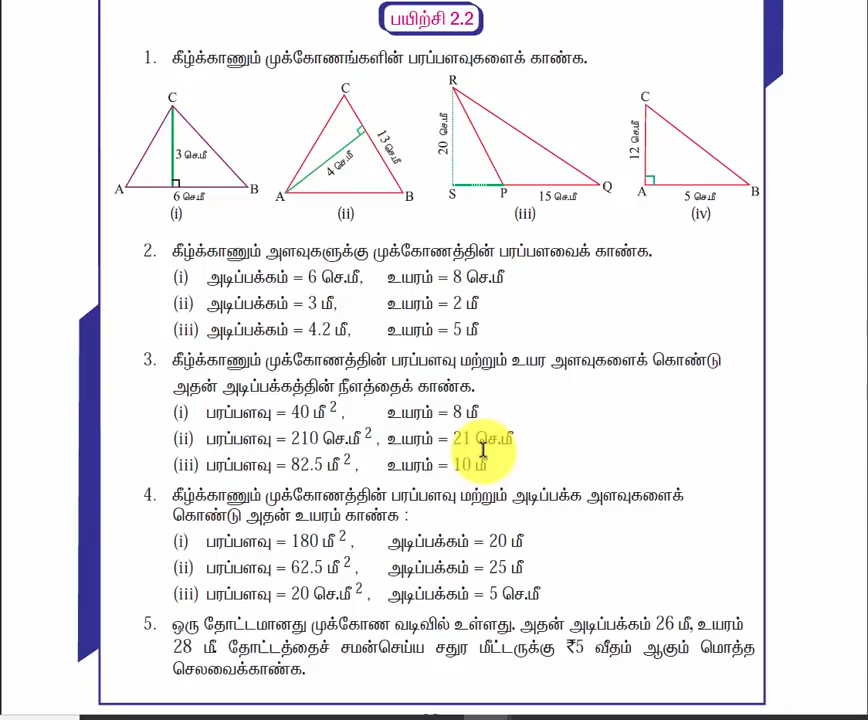 பயிற்சி 2.2
1. கீழ்க்காணும் முக்கோணங்களின் பரப்பளவுகளைக் காண்க.
C
3 செ.மீ
A
B
6 செ.மீ
(i)
C
13 செ.மீ
4 செ.மீ
A
B
(ii)
R
20 செ.மீ
S
P
15 செ.மீ
Q
(iii)
C
12 செ.மீ
A
5 செ.மீ
B
(iv)
2. கீழ்க்காணும் அளவுகளுக்கு முக்கோணத்தின் பரப்பளவைக் காண்க.
(i) அடிப்பக்கம் = 6 செ.மீ, உயரம் = 8 செ.மீ
(ii) அடிப்பக்கம் = 3 மீ, உயரம் = 2 மீ
(iii) அடிப்பக்கம் = 4.2 மீ, உயரம் = 5 மீ
3. கீழ்க்காணும் முக்கோணத்தின் பரப்பளவு மற்றும் உயர அளவுகளைக் கொண்டு
அதன் அடிப்பக்கத்தின் நீளத்தைக் காண்க.
(i) பரப்பளவு = 40 மீ², உயரம் = 8 மீ
(ii) பரப்பளவு = 210 செ.மீ², உயரம் = 21 செ.மீ
(iii) பரப்பளவு = 82.5 மீ², உயரம் = 10 மீ
4. கீழ்க்காணும் முக்கோணத்தின் பரப்பளவு மற்றும் அடிப்பக்க அளவுகளைக்
கொண்டு அதன் உயரம் காண்க :
(i) பரப்பளவு = 180 மீ², அடிப்பக்கம் = 20 மீ
(ii) பரப்பளவு = 62.5 மீ², அடிப்பக்கம் = 25 மீ
(iii) பரப்பளவு = 20 செ.மீ², அடிப்பக்கம் = 5 செ.மீ
5. ஒரு தோட்டமானது முக்கோண வடிவில் உள்ளது. அதன் அடிப்பக்கம் 26 மீ, உயரம்
28 மீ. தோட்டத்தைச் சமன்செய்ய சதுர மீட்டருக்கு ₹5 வீதம் ஆகும் மொத்த
செலவைக்காண்க.